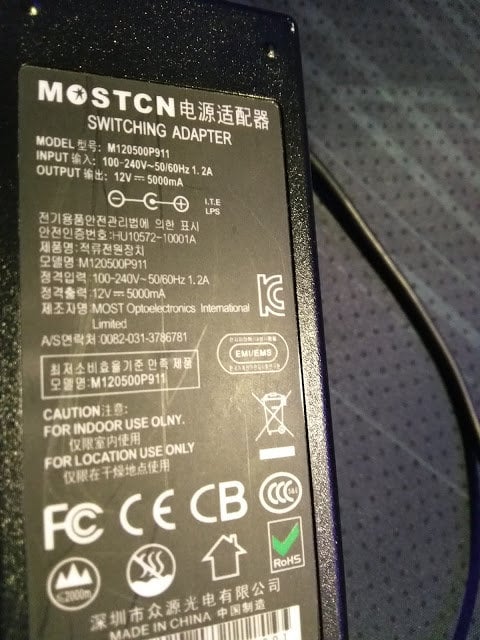 MOSTCN电源适配器
SWITCHING ADAPTER
MODEL 型号: M120500P911
INPUT 输入: 100-240V~50/60Hz 1.2A
OUTPUT 输出: 12V⎓5000mA
I.T.E
LPS
전기용품안전관리법에 의한 표시
안전인증번호:HU10572-10001A
제품명:직류전원장치
모델명:M120500P911
정격입력:100-240V~50/60Hz 1.2A
정격출력:12V⎓5000mA
제조자명:MOST Optoelectronics International
Limited
A/S연락처:0082-031-3786781
EMI/EMS
최저소비효율기준 만족 제품
모델명:M120500P911
CAUTION注意:
FOR INDOOR USE OLNY.
仅限室内使用
FOR LOCATION USE ONLY
仅限在干燥地点使用
FC CE CB CCC
≤2000m
RoHS
深圳市众源光电有限公司
MADE IN CHINA 中国制造